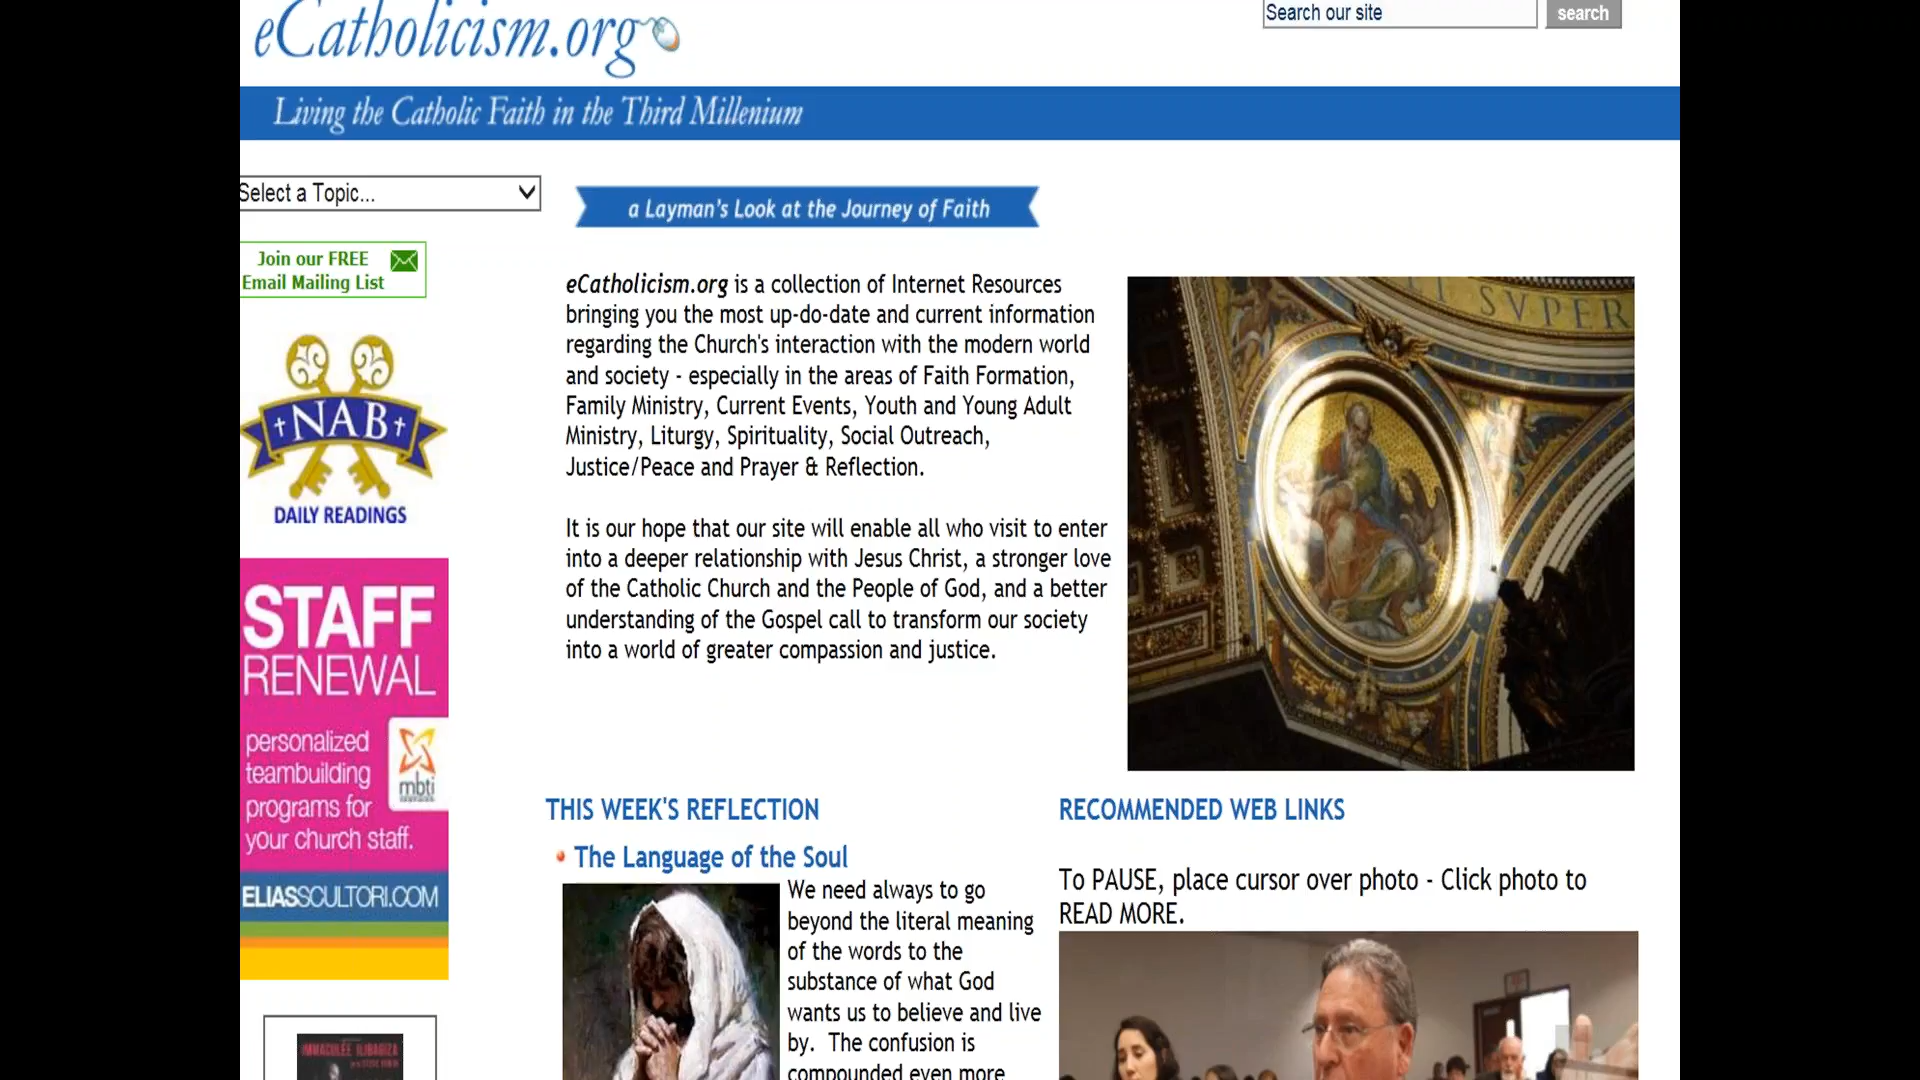 eCatholicism.org
Search our site
search
Living the Catholic Faith in the Third Millenium
Select a Topic...
a Layman's Look at the Journey of Faith
Join our FREE
Email Mailing List
NAB
DAILY READINGS
STAFF
RENEWAL
personalized
teambuilding
programs for
your church staff.
mbti
ELIASSCULTORI.COM
IMMACULÉE ILIBAGIZA
eCatholicism.org is a collection of Internet Resources
bringing you the most up-do-date and current information
regarding the Church's interaction with the modern world
and society - especially in the areas of Faith Formation,
Family Ministry, Current Events, Youth and Young Adult
Ministry, Liturgy, Spirituality, Social Outreach,
Justice/Peace and Prayer & Reflection.
It is our hope that our site will enable all who visit to enter
into a deeper relationship with Jesus Christ, a stronger love
of the Catholic Church and the People of God, and a better
understanding of the Gospel call to transform our society
into a world of greater compassion and justice.
SVPER
THIS WEEK'S REFLECTION
The Language of the Soul
We need always to go
beyond the literal meaning
of the words to the
substance of what God
wants us to believe and live
by. The confusion is
compounded even more
RECOMMENDED WEB LINKS
To PAUSE, place cursor over photo - Click photo to
READ MORE.